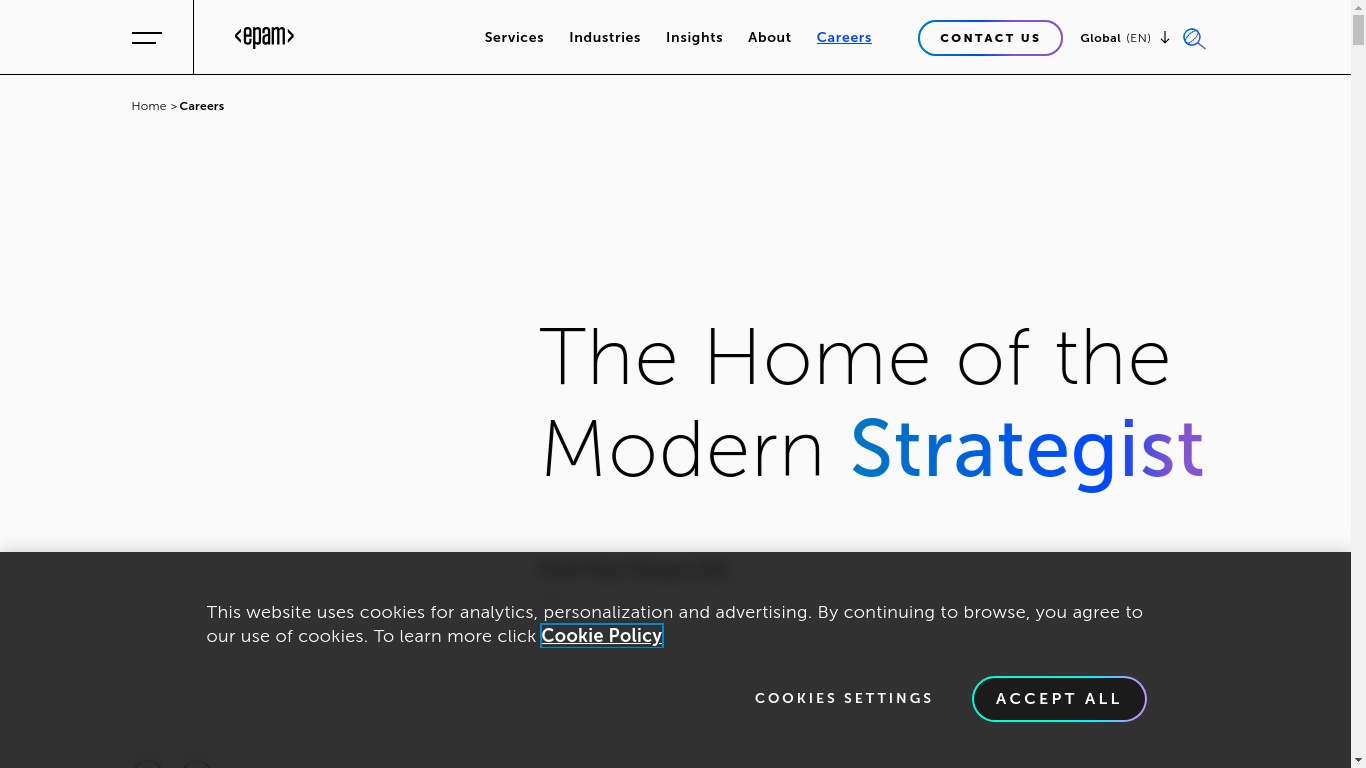 <epam>
Services Industries Insights About Careers CONTACT US Global (EN)
Home > Careers
The Home of the
Modern Strategist
This website uses cookies for analytics, personalization and advertising. By continuing to browse, you agree to
our use of cookies. To learn more click Cookie Policy
COOKIES SETTINGS ACCEPT ALL